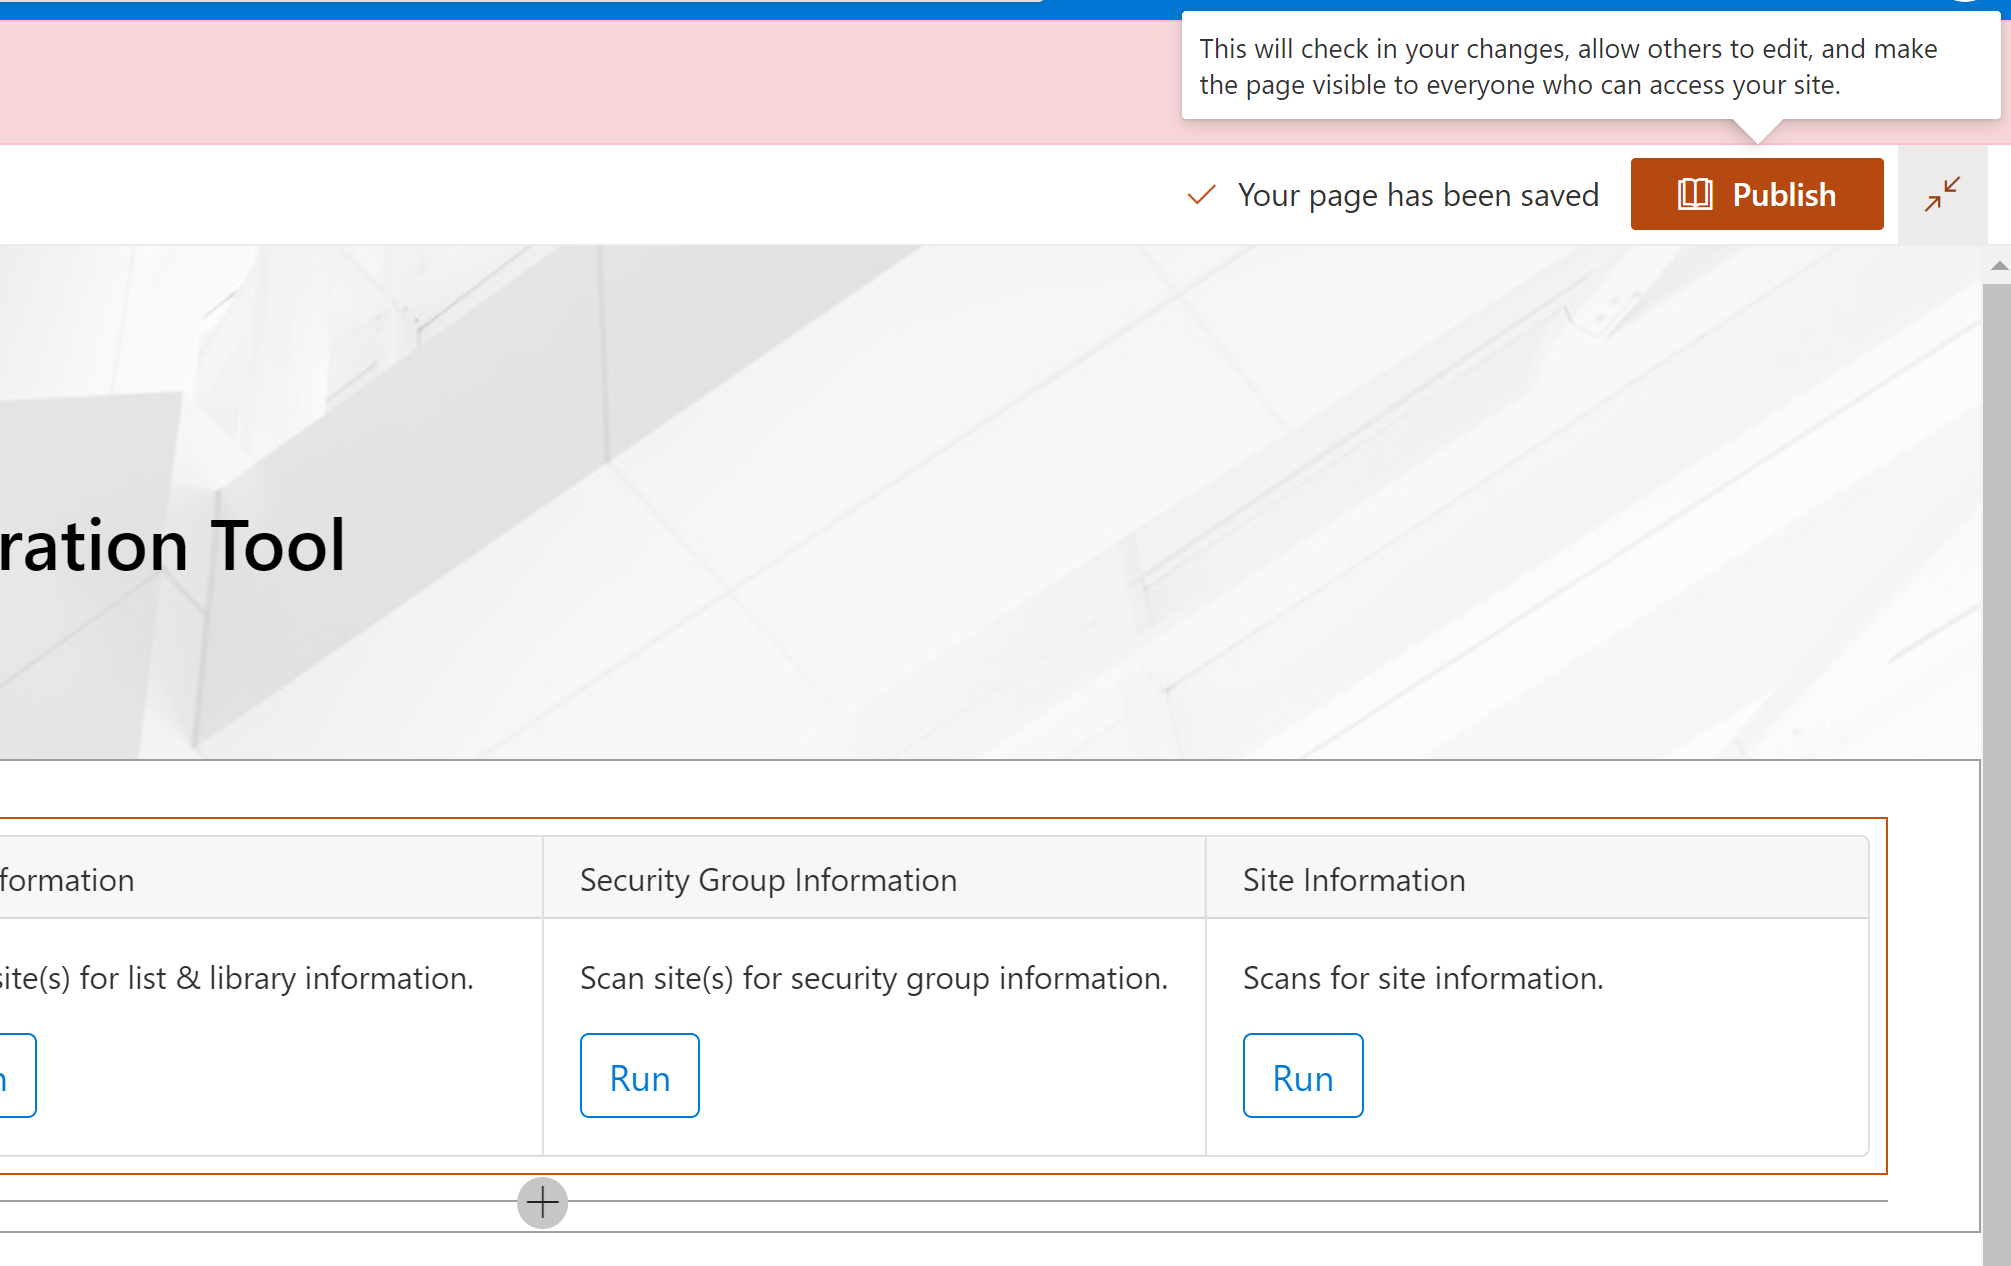 This will check in your changes, allow others to edit, and make
the page visible to everyone who can access your site.
Your page has been saved
Publish
ration Tool
formation
Security Group Information
Site Information
site(s) for list & library information.
Scan site(s) for security group information.
Scans for site information.
n
Run
Run